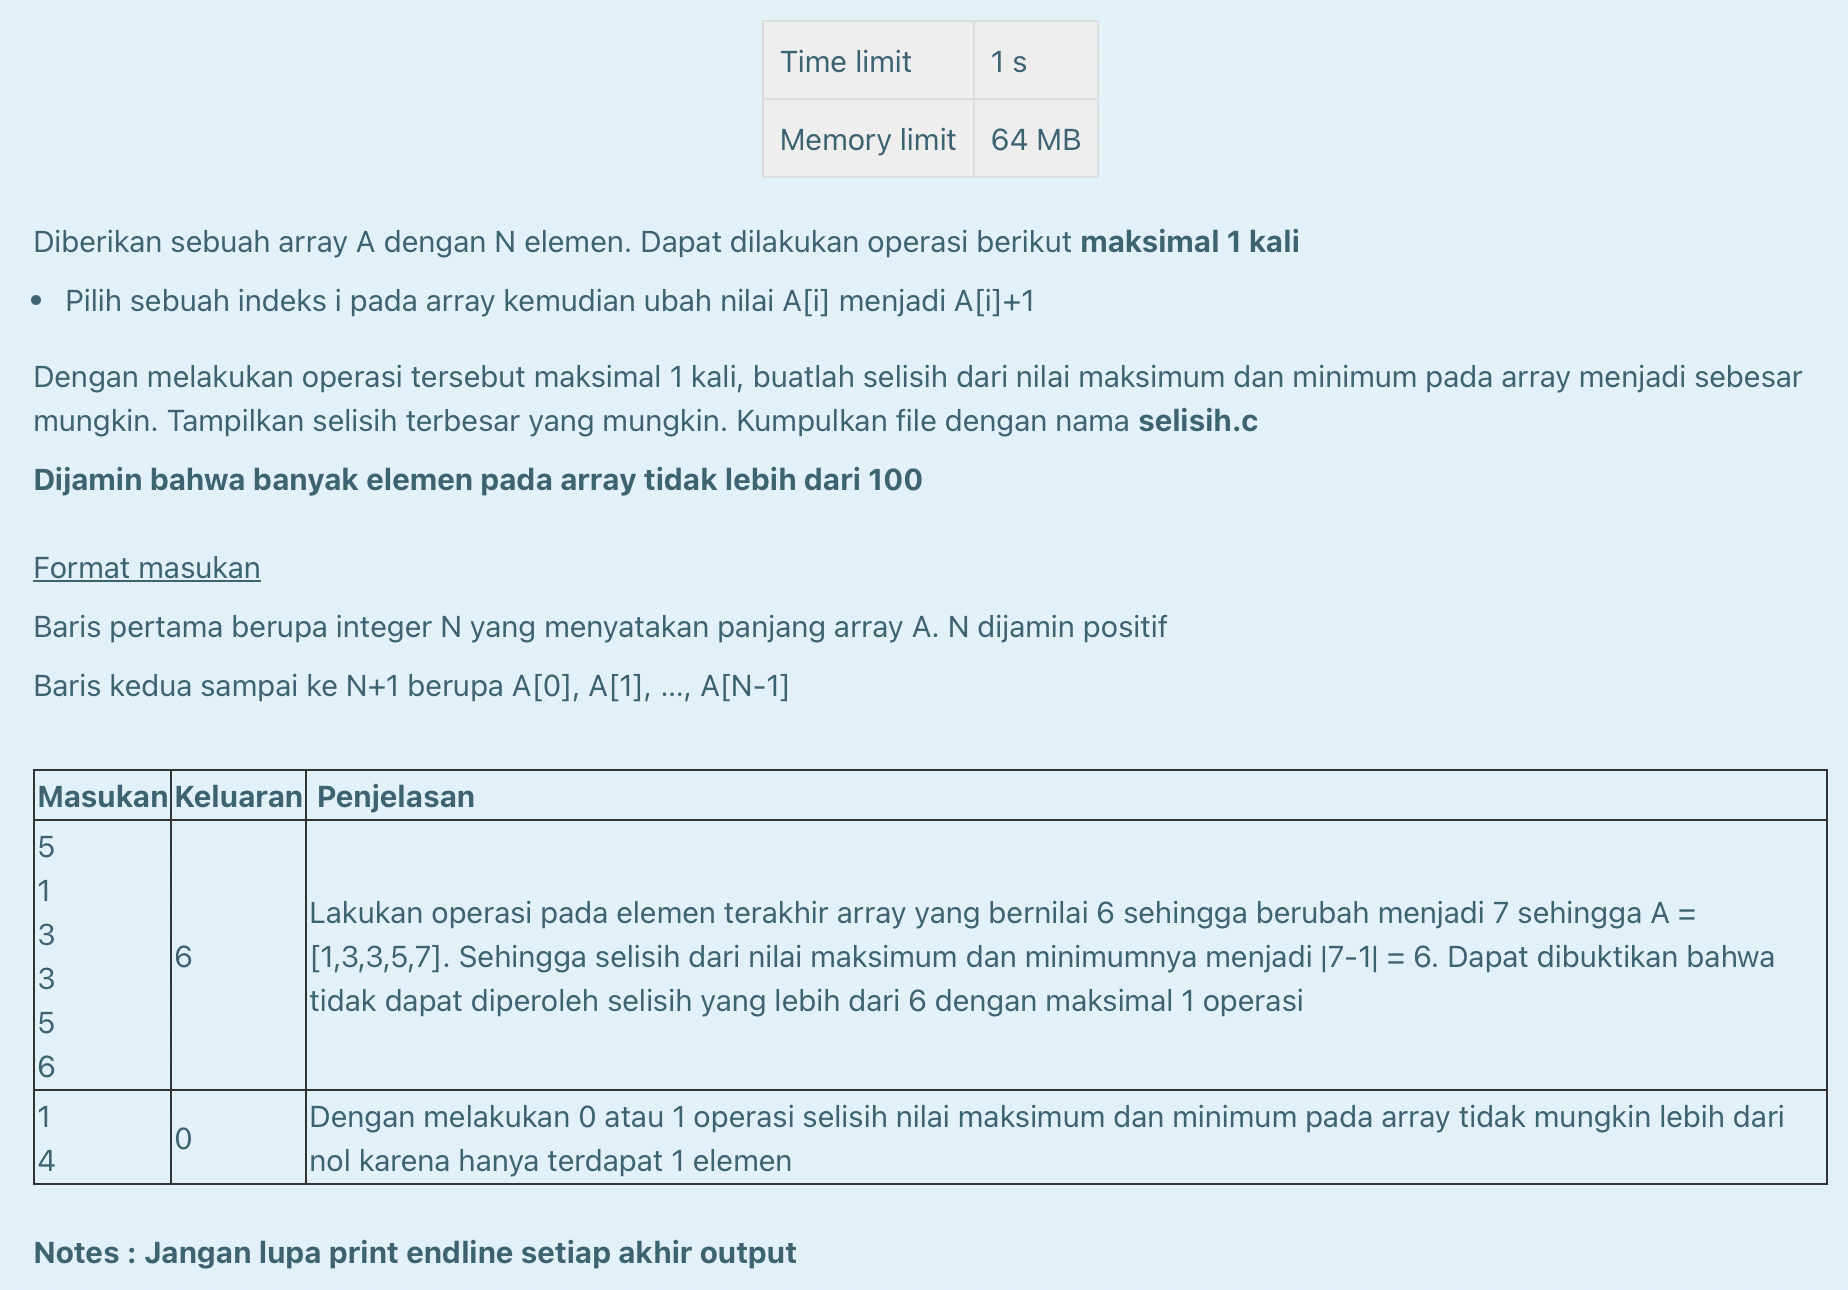 Time limit 1 s
Memory limit 64 MB
Diberikan sebuah array A dengan N elemen. Dapat dilakukan operasi berikut maksimal 1 kali
• Pilih sebuah indeks i pada array kemudian ubah nilai A[i] menjadi A[i]+1
Dengan melakukan operasi tersebut maksimal 1 kali, buatlah selisih dari nilai maksimum dan minimum pada array menjadi sebesar
mungkin. Tampilkan selisih terbesar yang mungkin. Kumpulkan file dengan nama selisih.c
Dijamin bahwa banyak elemen pada array tidak lebih dari 100
Format masukan
Baris pertama berupa integer N yang menyatakan panjang array A. N dijamin positif
Baris kedua sampai ke N+1 berupa A[0], A[1], ..., A[N-1]
Masukan Keluaran Penjelasan
5
1
3
3
5
6
6
Lakukan operasi pada elemen terakhir array yang bernilai 6 sehingga berubah menjadi 7 sehingga A =
[1,3,3,5,7]. Sehingga selisih dari nilai maksimum dan minimumnya menjadi |7-1| = 6. Dapat dibuktikan bahwa
tidak dapat diperoleh selisih yang lebih dari 6 dengan maksimal 1 operasi
1
4
0
Dengan melakukan 0 atau 1 operasi selisih nilai maksimum dan minimum pada array tidak mungkin lebih dari
nol karena hanya terdapat 1 elemen
Notes : Jangan lupa print endline setiap akhir output